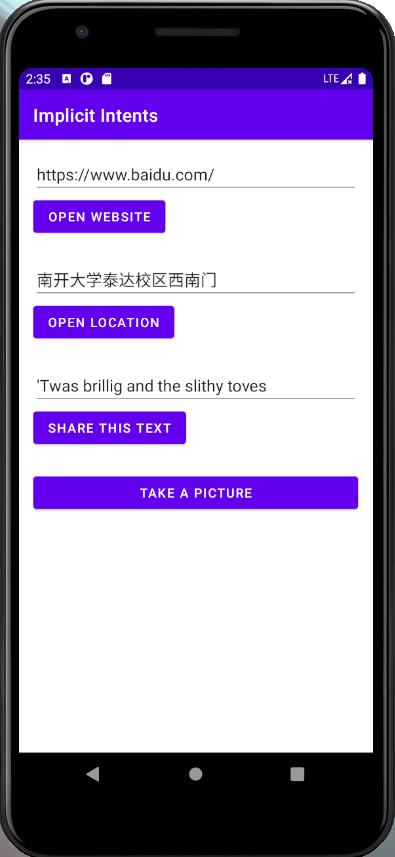 2:35 LTE
Implicit Intents
https://www.baidu.com/
OPEN WEBSITE
南开大学泰达校区西南门
OPEN LOCATION
'Twas brillig and the slithy toves
SHARE THIS TEXT
TAKE A PICTURE